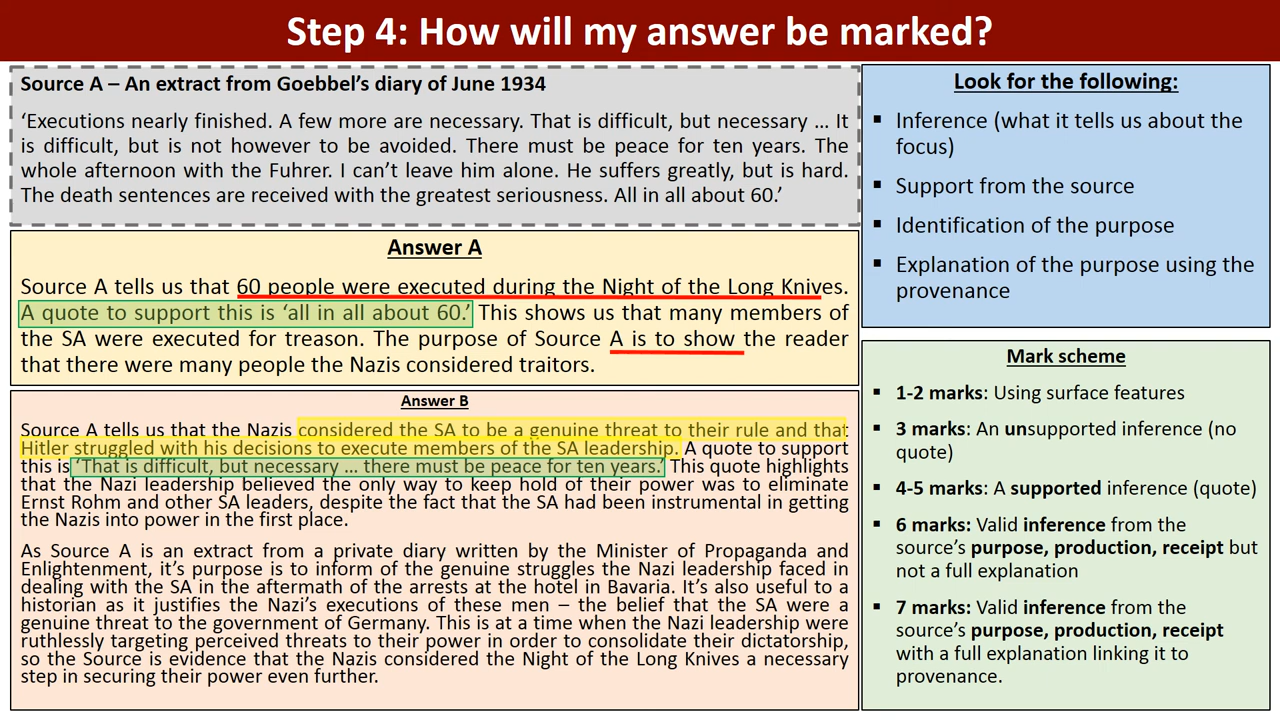 Step 4: How will my answer be marked?
Source A – An extract from Goebbel’s diary of June 1934
‘Executions nearly finished. A few more are necessary. That is difficult, but necessary ... It
is difficult, but is not however to be avoided. There must be peace for ten years. The
whole afternoon with the Fuhrer. I can’t leave him alone. He suffers greatly, but is hard.
The death sentences are received with the greatest seriousness. All in all about 60.’
Answer A
Source A tells us that 60 people were executed during the Night of the Long Knives.
A quote to support this is ‘all in all about 60.’ This shows us that many members of
the SA were executed for treason. The purpose of Source A is to show the reader
that there were many people the Nazis considered traitors.
Answer B
Source A tells us that the Nazis considered the SA to be a genuine threat to their rule and that
Hitler struggled with his decisions to execute members of the SA leadership. A quote to support
this is ‘That is difficult, but necessary ... there must be peace for ten years.’ This quote highlights
that the Nazi leadership believed the only way to keep hold of their power was to eliminate
Ernst Rohm and other SA leaders, despite the fact that the SA had been instrumental in getting
the Nazis into power in the first place.
As Source A is an extract from a private diary written by the Minister of Propaganda and
Enlightenment, it’s purpose is to inform of the genuine struggles the Nazi leadership faced in
dealing with the SA in the aftermath of the arrests at the hotel in Bavaria. It’s also useful to a
historian as it justifies the Nazi’s executions of these men – the belief that the SA were a
genuine threat to the government of Germany. This is at a time when the Nazi leadership were
ruthlessly targeting perceived threats to their power in order to consolidate their dictatorship,
so the Source is evidence that the Nazis considered the Night of the Long Knives a necessary
step in securing their power even further.
Look for the following:
▪ Inference (what it tells us about the
focus)
▪ Support from the source
▪ Identification of the purpose
▪ Explanation of the purpose using the
provenance
Mark scheme
▪ 1-2 marks: Using surface features
▪ 3 marks: An unsupported inference (no
quote)
▪ 4-5 marks: A supported inference (quote)
▪ 6 marks: Valid inference from the
source’s purpose, production, receipt but
not a full explanation
▪ 7 marks: Valid inference from the
source’s purpose, production, receipt
with a full explanation linking it to
provenance.